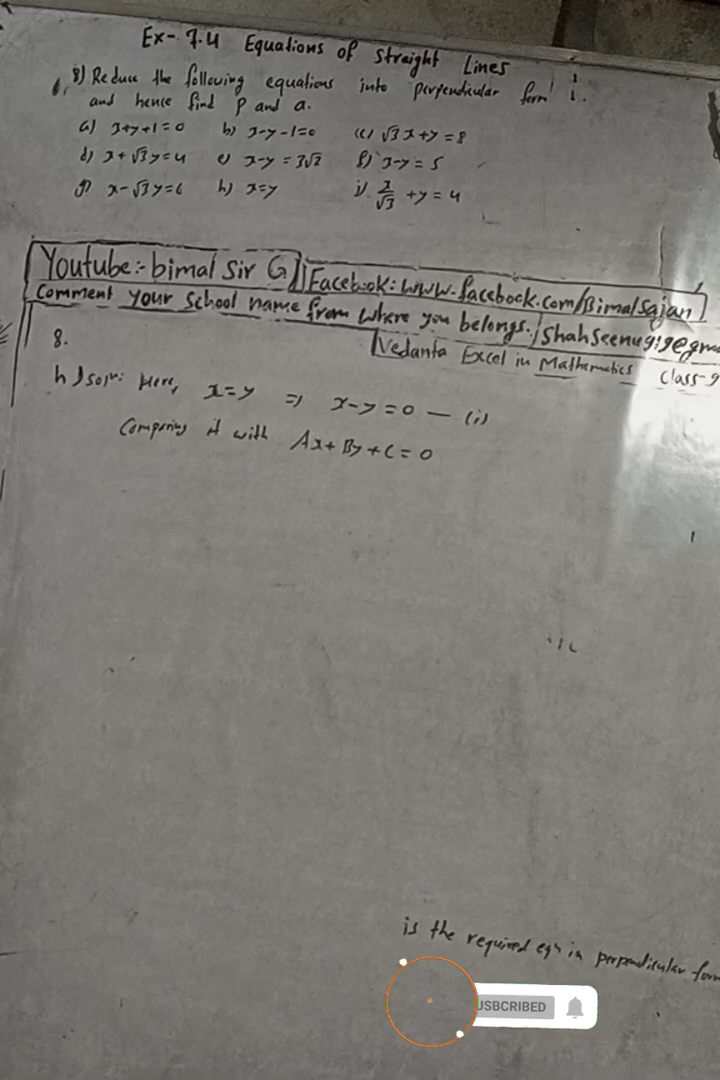 Ex- 7.4 Equations of Straight Lines
8) Reduce the following equations into perpendicular form
and hence find P and α.
a) x+y+1=0 b) x-y-1=0 (c) √3x+y=8
d) x+√3y=4 e) x-y=3√2 f) x-y=5
g) x-√3y=6 h) x=y i) x/√3 +y=4
Youtube:- bimal Sir G Facebook: www.facebook.com/Bimalsajan
Comment your School name from where you belongs.
Vedanta Excel in Mathematics Class-9
8.
h) soln: Here, x=y ⇒ x-y=0 — (i)
Comparing it with Ax+By+C=0
is the required eqn in perpendicular form
USBCRIBED